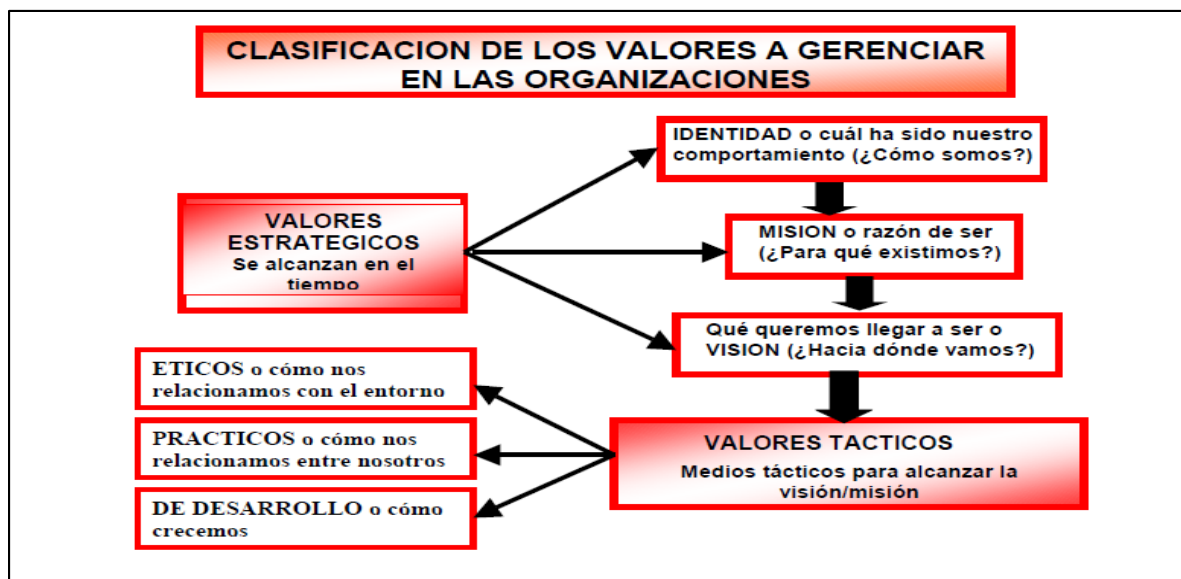 CLASIFICACION DE LOS VALORES A GERENCIAR
EN LAS ORGANIZACIONES
IDENTIDAD o cuál ha sido nuestro
comportamiento (¿Cómo somos?)
VALORES
ESTRATEGICOS
Se alcanzan en el
tiempo
MISION o razón de ser
(¿Para qué existimos?)
Qué queremos llegar a ser o
VISION (¿Hacia dónde vamos?)
ETICOS o cómo nos
relacionamos con el entorno
PRACTICOS o cómo nos
relacionamos entre nosotros
DE DESARROLLO o cómo
crecemos
VALORES TACTICOS
Medios tácticos para alcanzar la
visión/misión